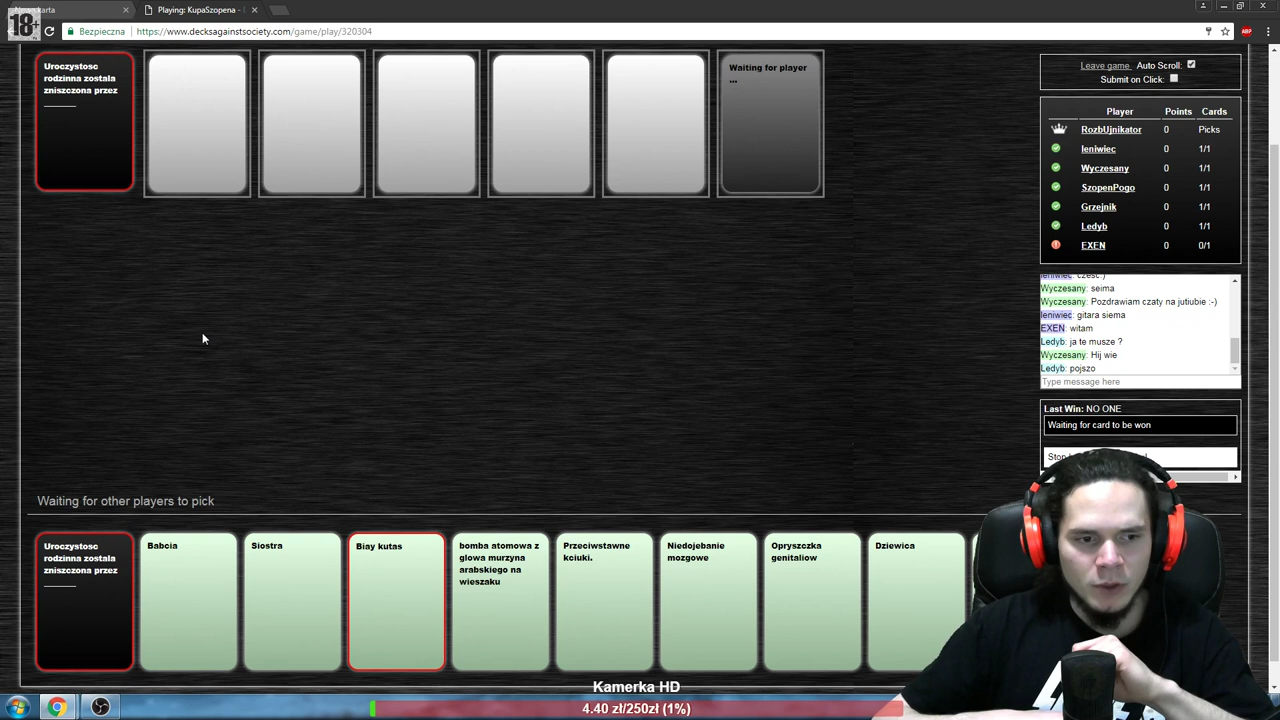 18+
karta
Playing: KupaSzopena -
Bezpieczna
https://www.decksagainstsociety.com/game/play/320304
ABP
Uroczystosc
rodzinna zostala
zniszczona przez
Waiting for player
...
Leave game
Auto Scroll:
Submit on Click:
Player Points Cards
RozbUjnikator 0 Picks
leniwiec 0 1/1
Wyczesany 0 1/1
SzopenPogo 0 1/1
Grzejnik 0 1/1
Ledyb 0 1/1
EXEN 0 0/1
leniwiec: czesc:)
Wyczesany: seima
Wyczesany: Pozdrawiam czaty na jutiubie :-)
leniwiec: gitara siema
EXEN: witam
Ledyb: ja te musze ?
Wyczesany: Hij wie
Ledyb: pojszo
Type message here
Last Win: NO ONE
Waiting for card to be won
Waiting for other players to pick
Uroczystosc
rodzinna zostala
zniszczona przez
Babcia
Siostra
Biay kutas
bomba atomowa z
glowa murzyna
arabskiego na
wieszaku
Przeciwstawne
kciuki.
Niedojebanie
mozgowe
Opryszczka
genitaliow
Dziewica
Kamerka HD
4.40 zł/250zł (1%)